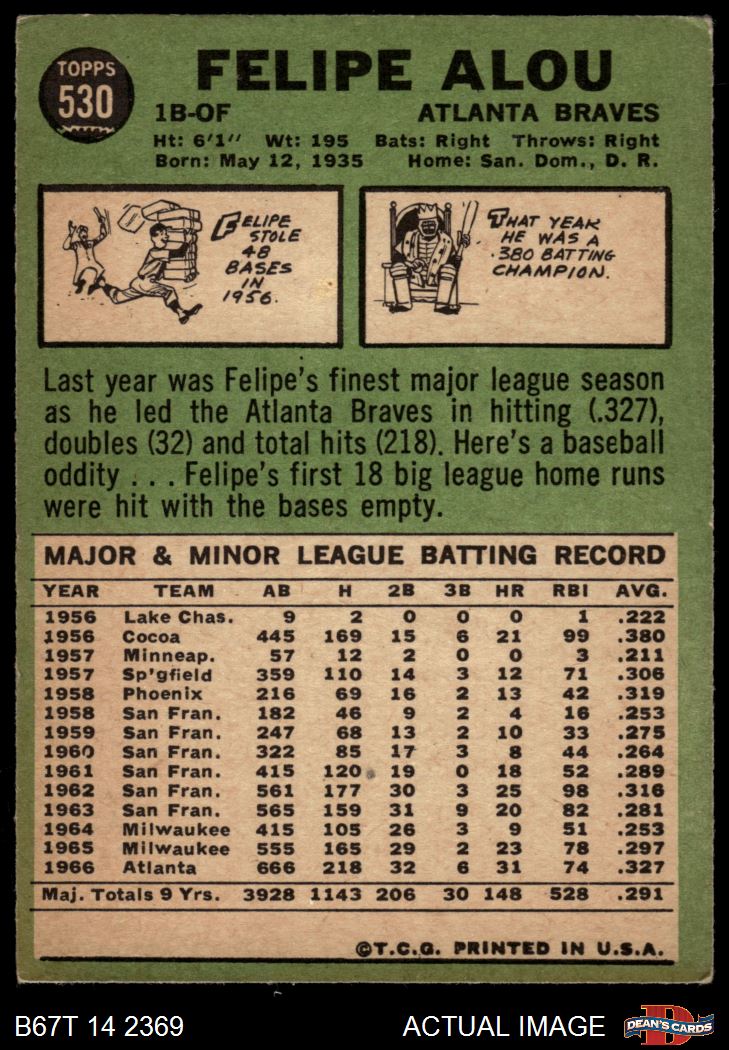 TOPPS
530
FELIPE ALOU
1B-OF ATLANTA BRAVES
Ht: 6'1" Wt: 195 Bats: Right Throws: Right
Born: May 12, 1935 Home: San. Dom., D. R.
FELIPE
STOLE
48
BASES
IN
1956.
THAT YEAR
HE WAS A
.380 BATTING
CHAMPION.
Last year was Felipe's finest major league season
as he led the Atlanta Braves in hitting (.327),
doubles (32) and total hits (218). Here's a baseball
oddity . . . Felipe's first 18 big league home runs
were hit with the bases empty.
MAJOR & MINOR LEAGUE BATTING RECORD
YEAR TEAM AB H 2B 3B HR RBI AVG.
1956 Lake Chas. 9 2 0 0 0 1 .222
1956 Cocoa 445 169 15 6 21 99 .380
1957 Minneap. 57 12 2 0 0 3 .211
1957 Sp'gfield 359 110 14 3 12 71 .306
1958 Phoenix 216 69 16 2 13 42 .319
1958 San Fran. 182 46 9 2 4 16 .253
1959 San Fran. 247 68 13 2 10 33 .275
1960 San Fran. 322 85 17 3 8 44 .264
1961 San Fran. 415 120 19 0 18 52 .289
1962 San Fran. 561 177 30 3 25 98 .316
1963 San Fran. 565 159 31 9 20 82 .281
1964 Milwaukee 415 105 26 3 9 51 .253
1965 Milwaukee 555 165 29 2 23 78 .297
1966 Atlanta 666 218 32 6 31 74 .327
Maj. Totals 9 Yrs. 3928 1143 206 30 148 528 .291
©T.C.G. PRINTED IN U.S.A.
B67T 14 2369 ACTUAL IMAGE
D
DEAN'S CARDS